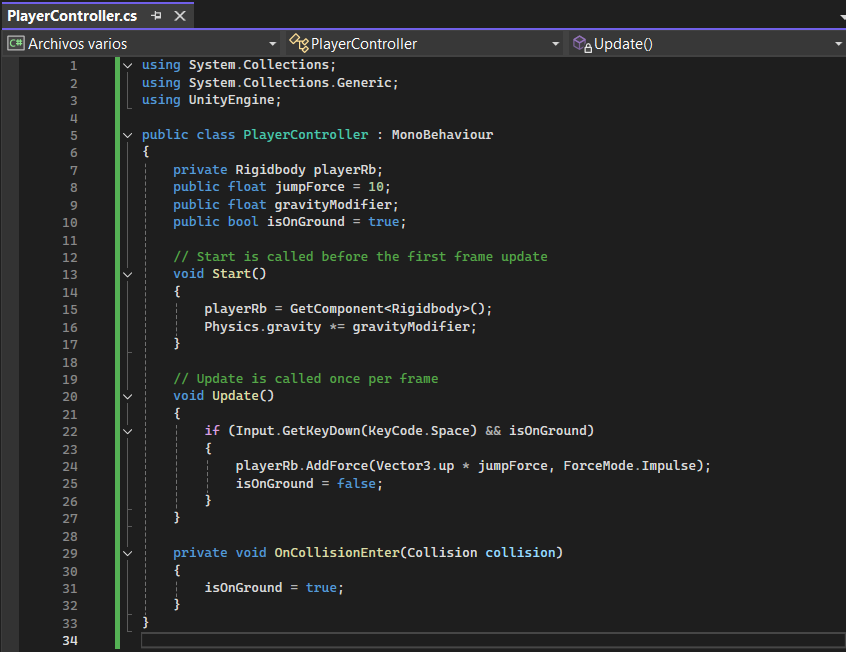 PlayerController.cs
C# Archivos varios PlayerController Update()
1 using System.Collections;
2 using System.Collections.Generic;
3 using UnityEngine;
4
5 public class PlayerController : MonoBehaviour
6 {
7 private Rigidbody playerRb;
8 public float jumpForce = 10;
9 public float gravityModifier;
10 public bool isOnGround = true;
11
12 // Start is called before the first frame update
13 void Start()
14 {
15 playerRb = GetComponent<Rigidbody>();
16 Physics.gravity *= gravityModifier;
17 }
18
19 // Update is called once per frame
20 void Update()
21 {
22 if (Input.GetKeyDown(KeyCode.Space) && isOnGround)
23 {
24 playerRb.AddForce(Vector3.up * jumpForce, ForceMode.Impulse);
25 isOnGround = false;
26 }
27 }
28
29 private void OnCollisionEnter(Collision collision)
30 {
31 isOnGround = true;
32 }
33 }
34